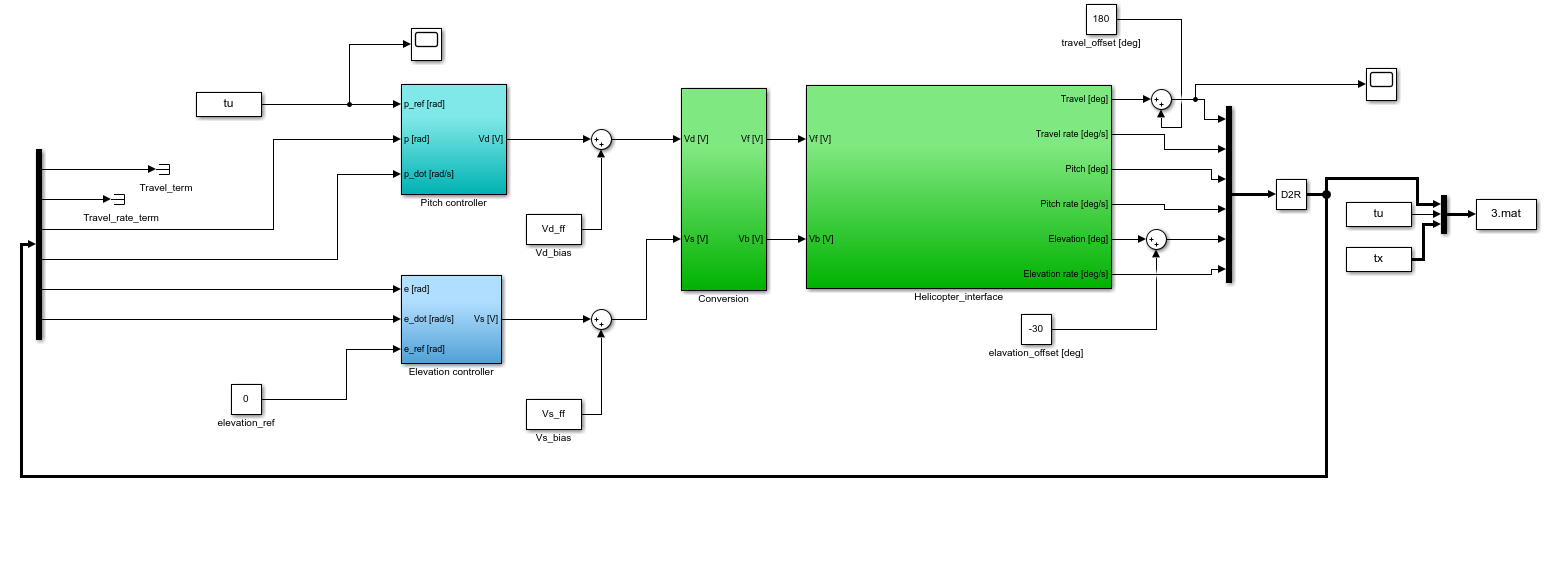 180
travel_offset [deg]
tu
p_ref [rad]
p [rad]
p_dot [rad/s]
Vd [V]
Pitch controller
Travel_term
Travel_rate_term
Vd_ff
Vd_bias
Vd [V]
Vs [V]
Vf [V]
Vb [V]
Conversion
Vf [V]
Vb [V]
Travel [deg]
Travel rate [deg/s]
Pitch [deg]
Pitch rate [deg/s]
Elevation [deg]
Elevation rate [deg/s]
Helicopter_interface
D2R
tu
tx
3.mat
e [rad]
e_dot [rad/s]
e_ref [rad]
Vs [V]
Elevation controller
-30
elavation_offset [deg]
0
elevation_ref
Vs_ff
Vs_bias